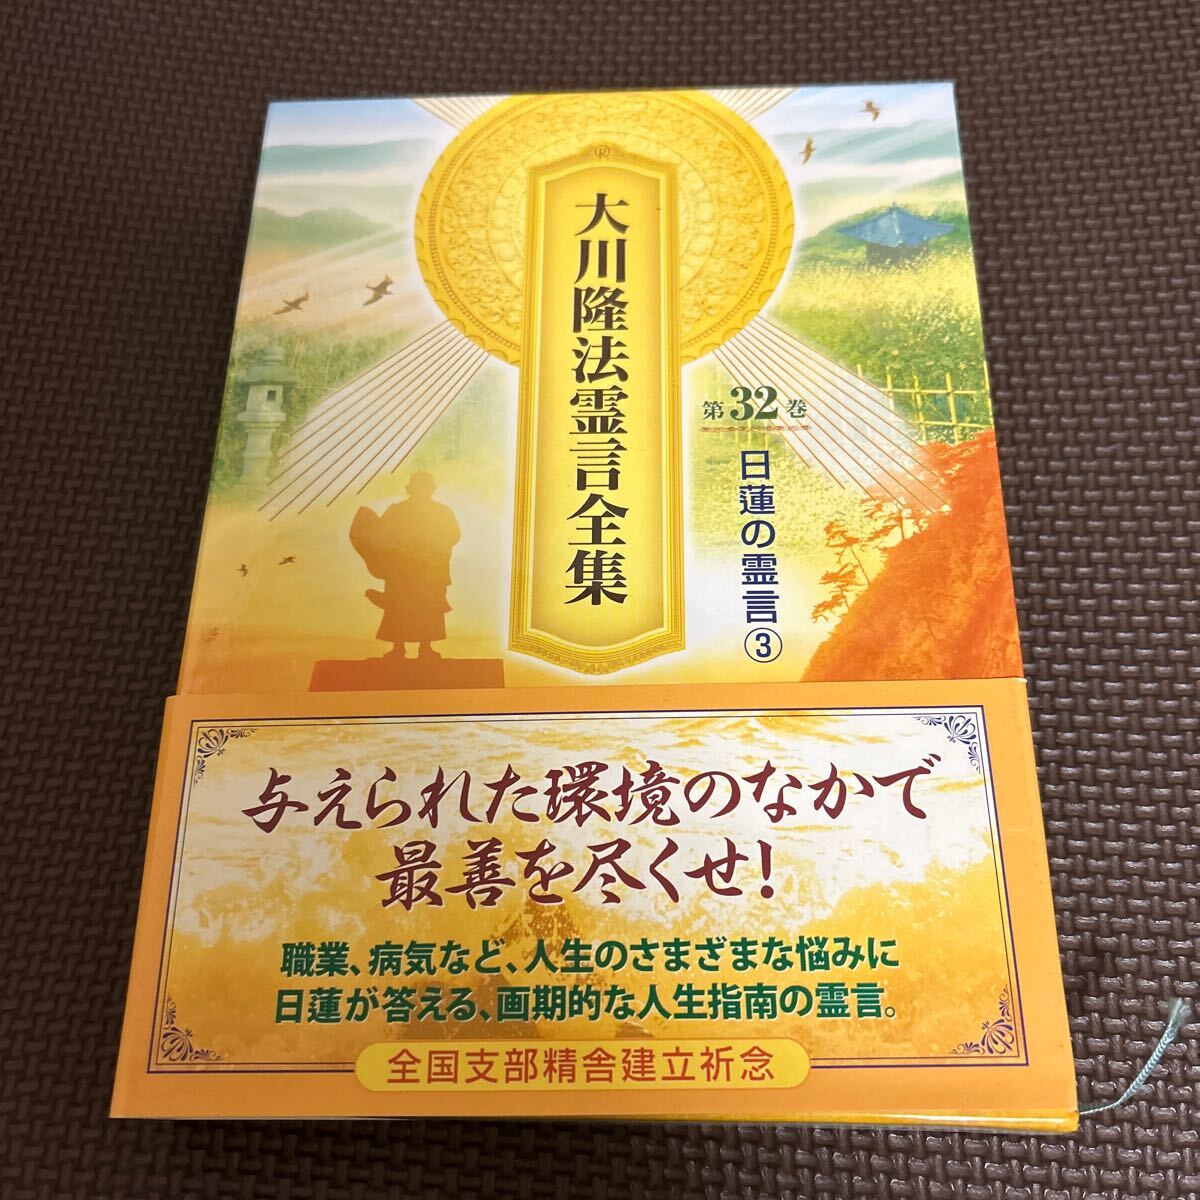 大川隆法霊言全集
第32巻
日蓮の霊言③
与えられた環境のなかで
最善を尽くせ!
職業、病気など、人生のさまざまな悩みに
日蓮が答える、画期的な人生指南の霊言。
全国支部精舎建立祈念